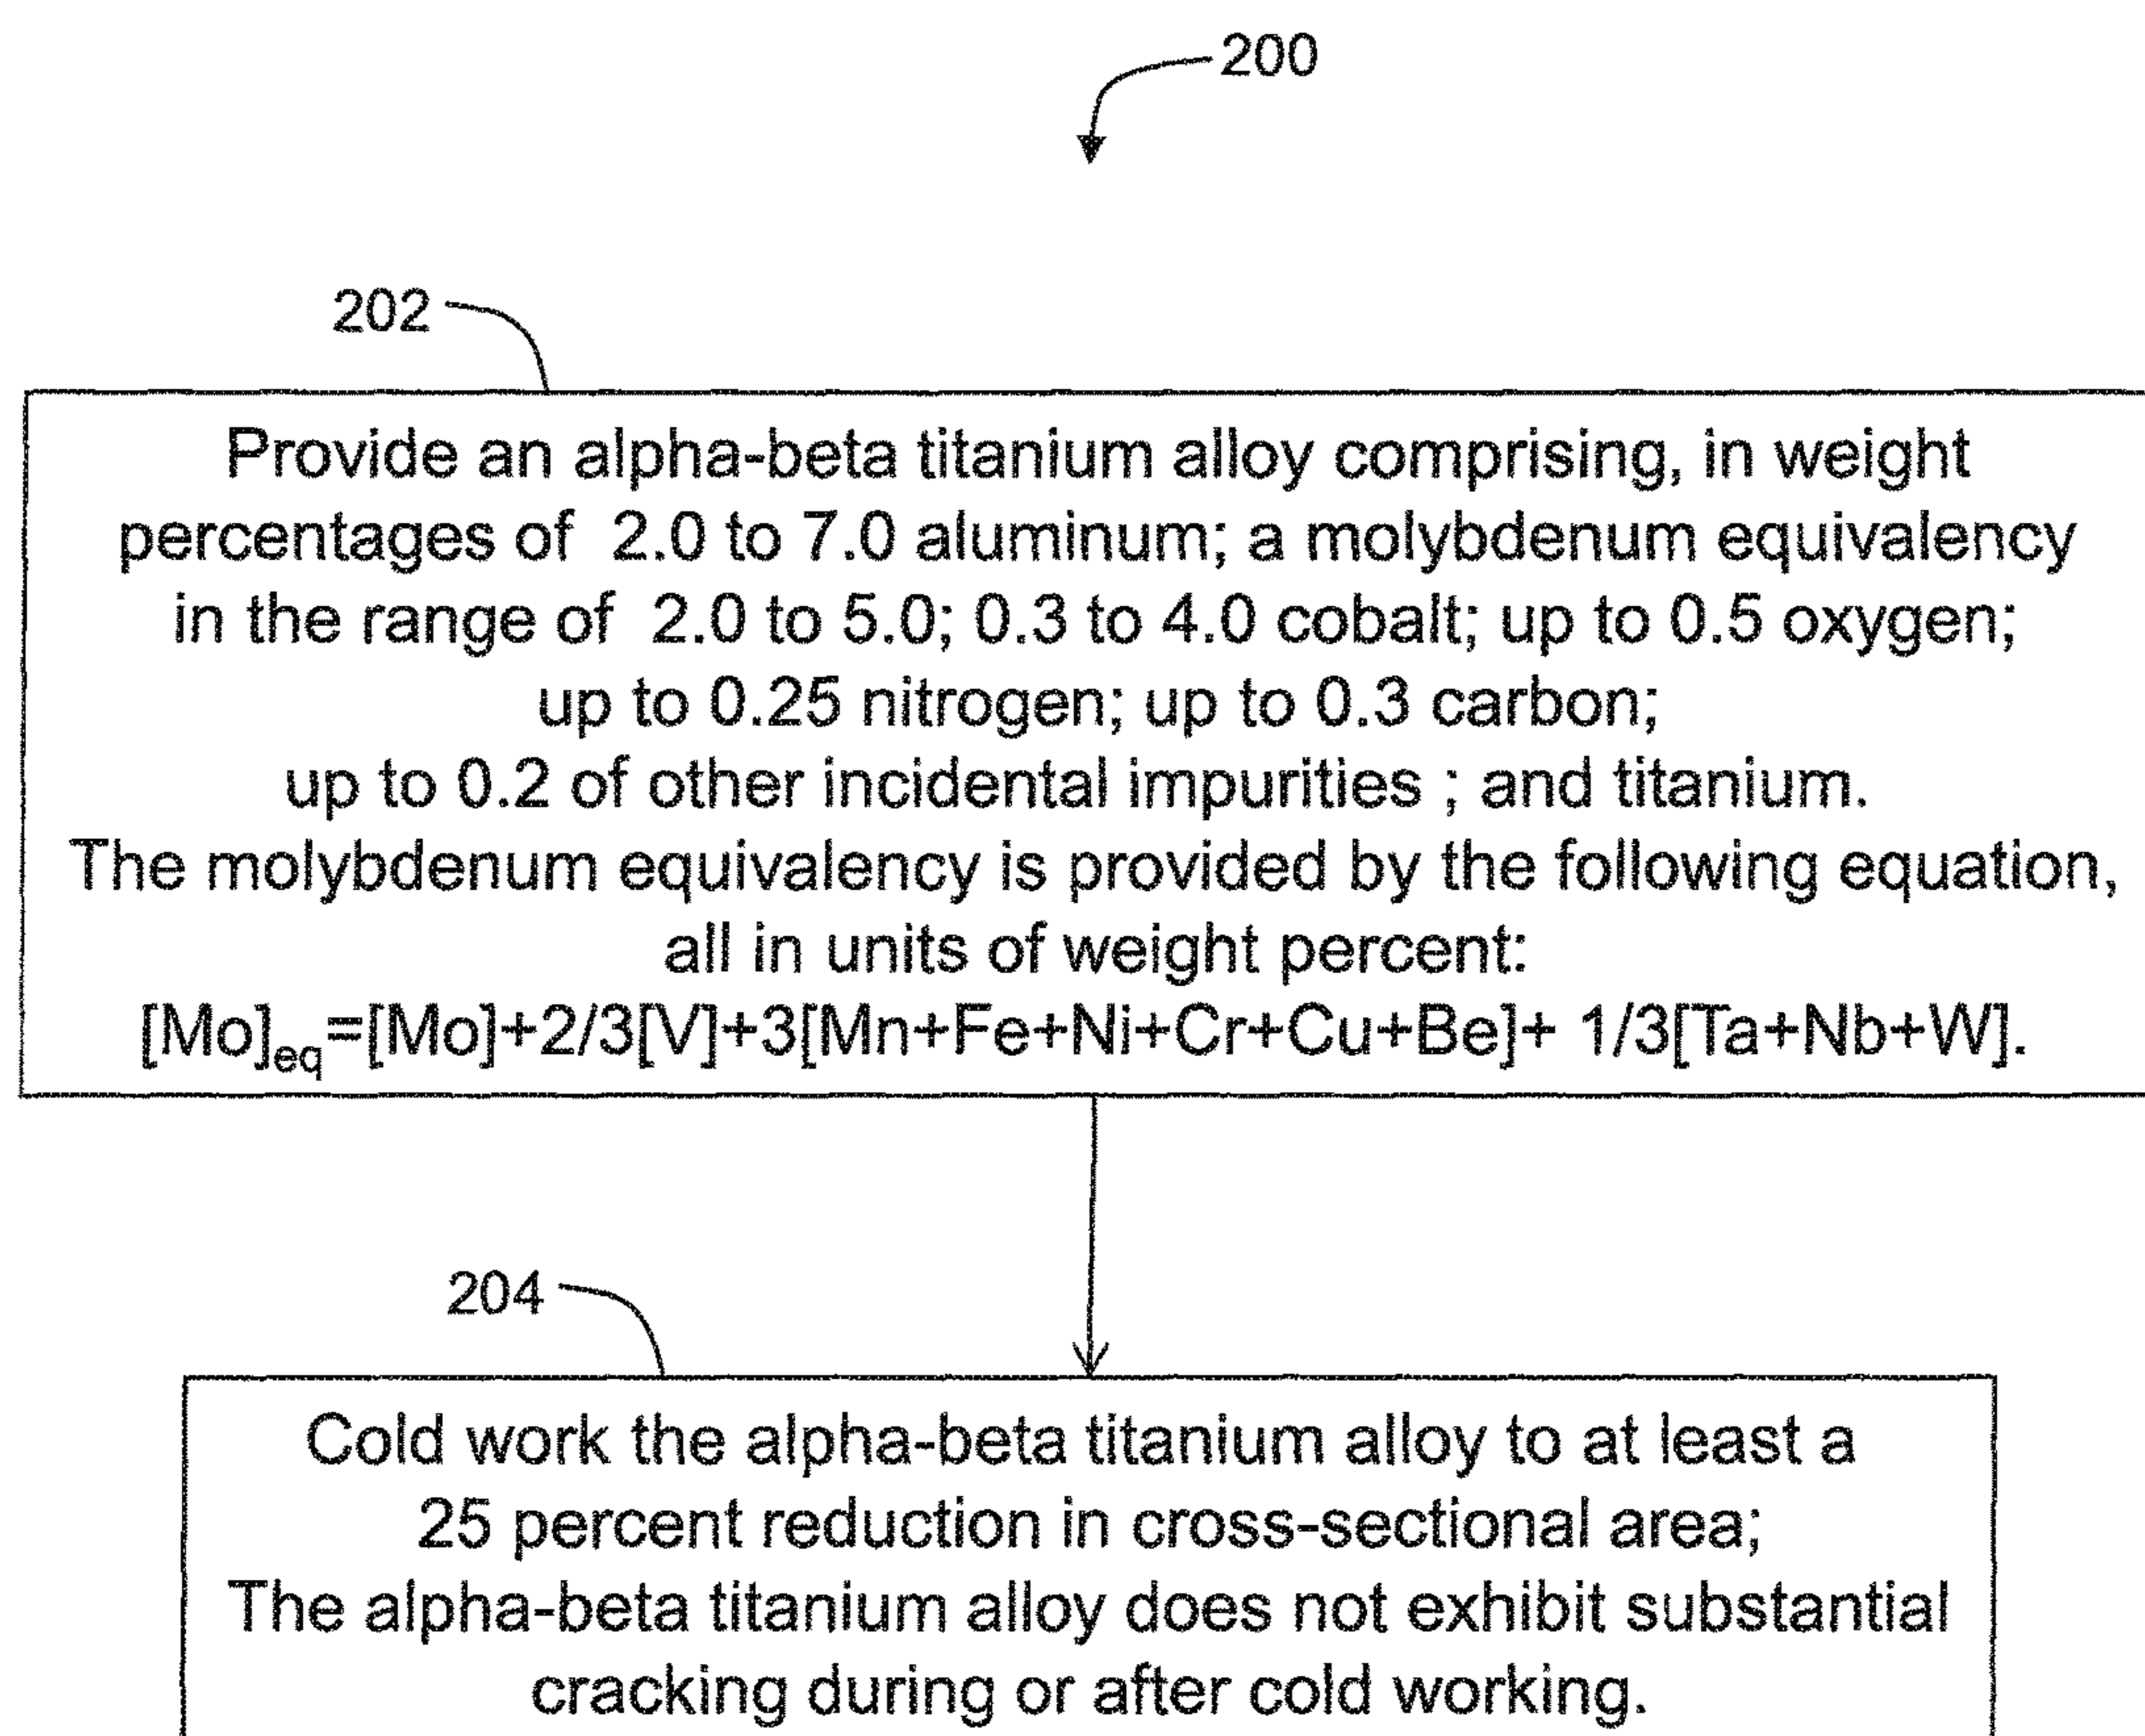 200
202
Provide an alpha-beta titanium alloy comprising, in weight
percentages of 2.0 to 7.0 aluminum; a molybdenum equivalency
in the range of 2.0 to 5.0; 0.3 to 4.0 cobalt; up to 0.5 oxygen;
up to 0.25 nitrogen; up to 0.3 carbon;
up to 0.2 of other incidental impurities ; and titanium.
The molybdenum equivalency is provided by the following equation,
all in units of weight percent:
[Mo]eq=[Mo]+2/3[V]+3[Mn+Fe+Ni+Cr+Cu+Be]+ 1/3[Ta+Nb+W].
204
Cold work the alpha-beta titanium alloy to at least a
25 percent reduction in cross-sectional area;
The alpha-beta titanium alloy does not exhibit substantial
cracking during or after cold working.